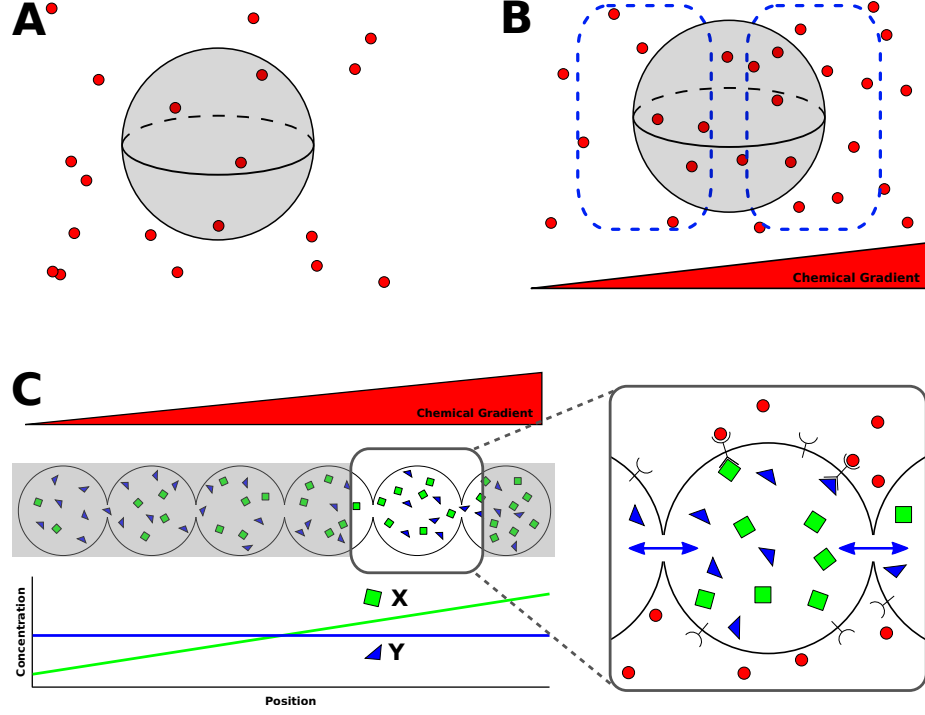 A
B
Chemical Gradient
C
Chemical Gradient
X
Y
Concentration
Position